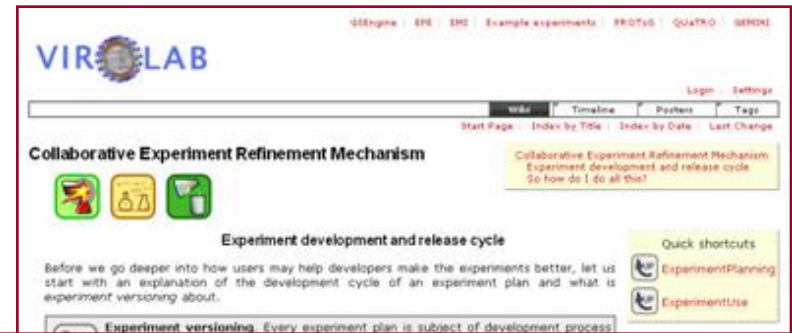 GSEngine EPE EMI Example experiments PROToS QUaTRO GEMINI
VIROLAB
Login Settings
Wiki Timeline Posters Tags
Start Page Index by Title Index by Date Last Change
Collaborative Experiment Refinement Mechanism
Collaborative Experiment Refinement Mechanism
Experiment development and release cycle
So how do I do all this?
Experiment development and release cycle
Before we go deeper into how users may help developers make the experiments better, let us
start with an explanation of the development cycle of an experiment plan and what is
experiment versioning about.
Quick shortcuts
ExperimentPlanning
ExperimentUse
Experiment versioning. Every experiment plan is subject of development process